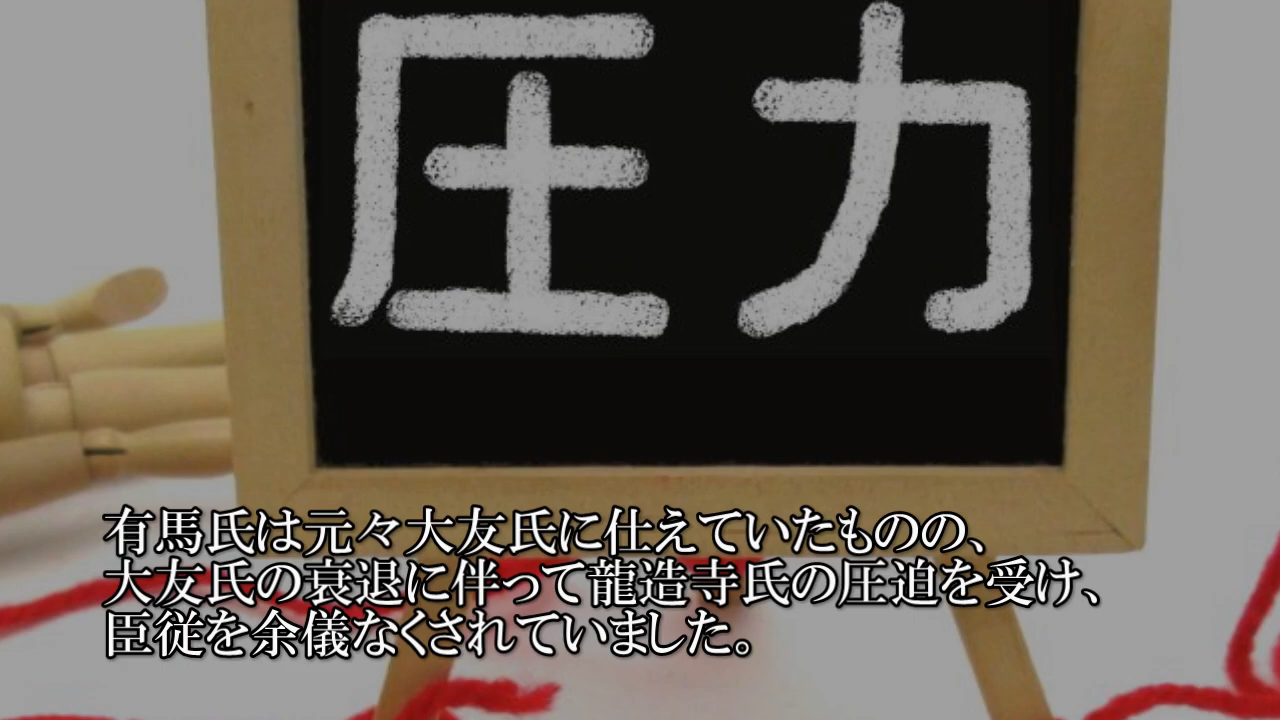 圧力
有馬氏は元々大友氏に仕えていたものの、
大友氏の衰退に伴って龍造寺氏の圧迫を受け、
臣従を余儀なくされていました。